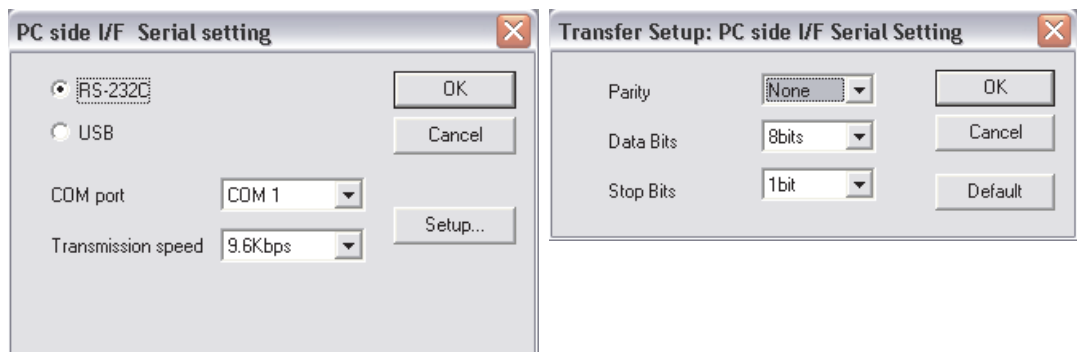 PC side I/F Serial setting
RS-232C
OK
USB
Cancel
COM port
COM 1
Setup...
Transmission speed
9.6Kbps
Transfer Setup: PC side I/F Serial Setting
Parity
None
OK
Data Bits
8bits
Cancel
Stop Bits
1bit
Default